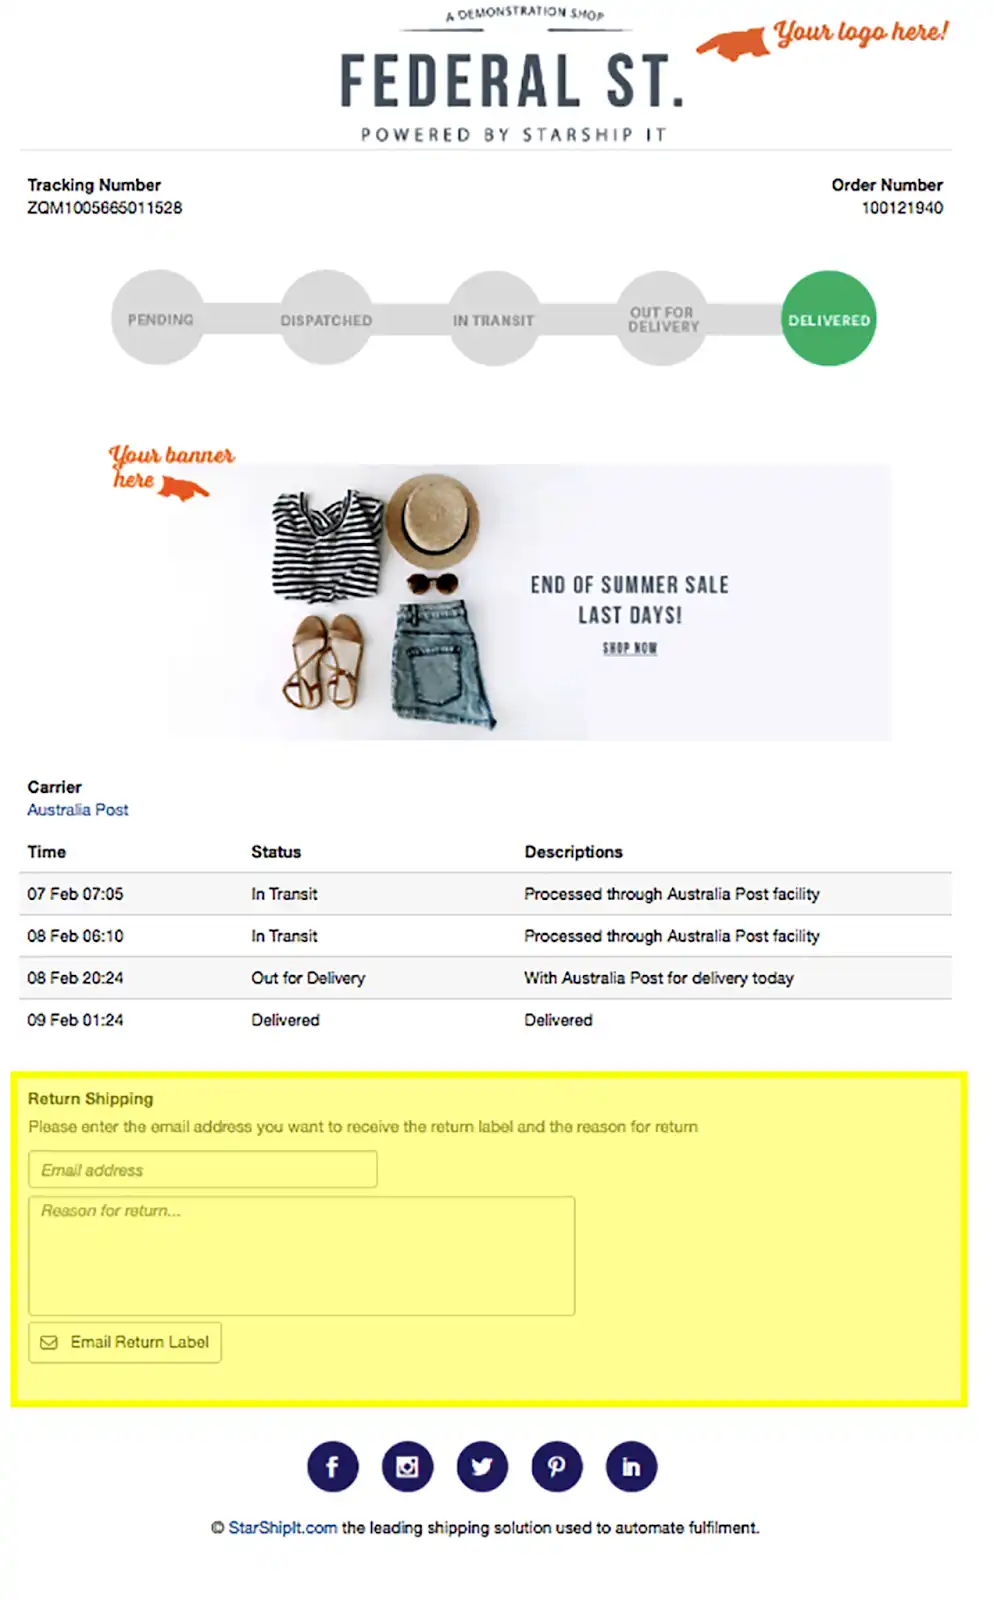 A DEMONSTRATION SHOP
Your logo here!
FEDERAL ST.
POWERED BY STARSHIP IT
Tracking Number
Order Number
ZQM1005665011528
100121940
PENDING
DISPATCHED
IN TRANSIT
OUT FOR
DELIVERY
DELIVERED
Your banner
here
END OF SUMMER SALE
LAST DAYS!
SHOP NOW
Carrier
Australia Post
Time Status Descriptions
07 Feb 07:05 In Transit Processed through Australia Post facility
08 Feb 06:10 In Transit Processed through Australia Post facility
08 Feb 20:24 Out for Delivery With Australia Post for delivery today
09 Feb 01:24 Delivered Delivered
Return Shipping
Please enter the email address you want to receive the return label and the reason for return
Email address
Reason for return...
Email Return Label
© StarShipIt.com the leading shipping solution used to automate fulfilment.